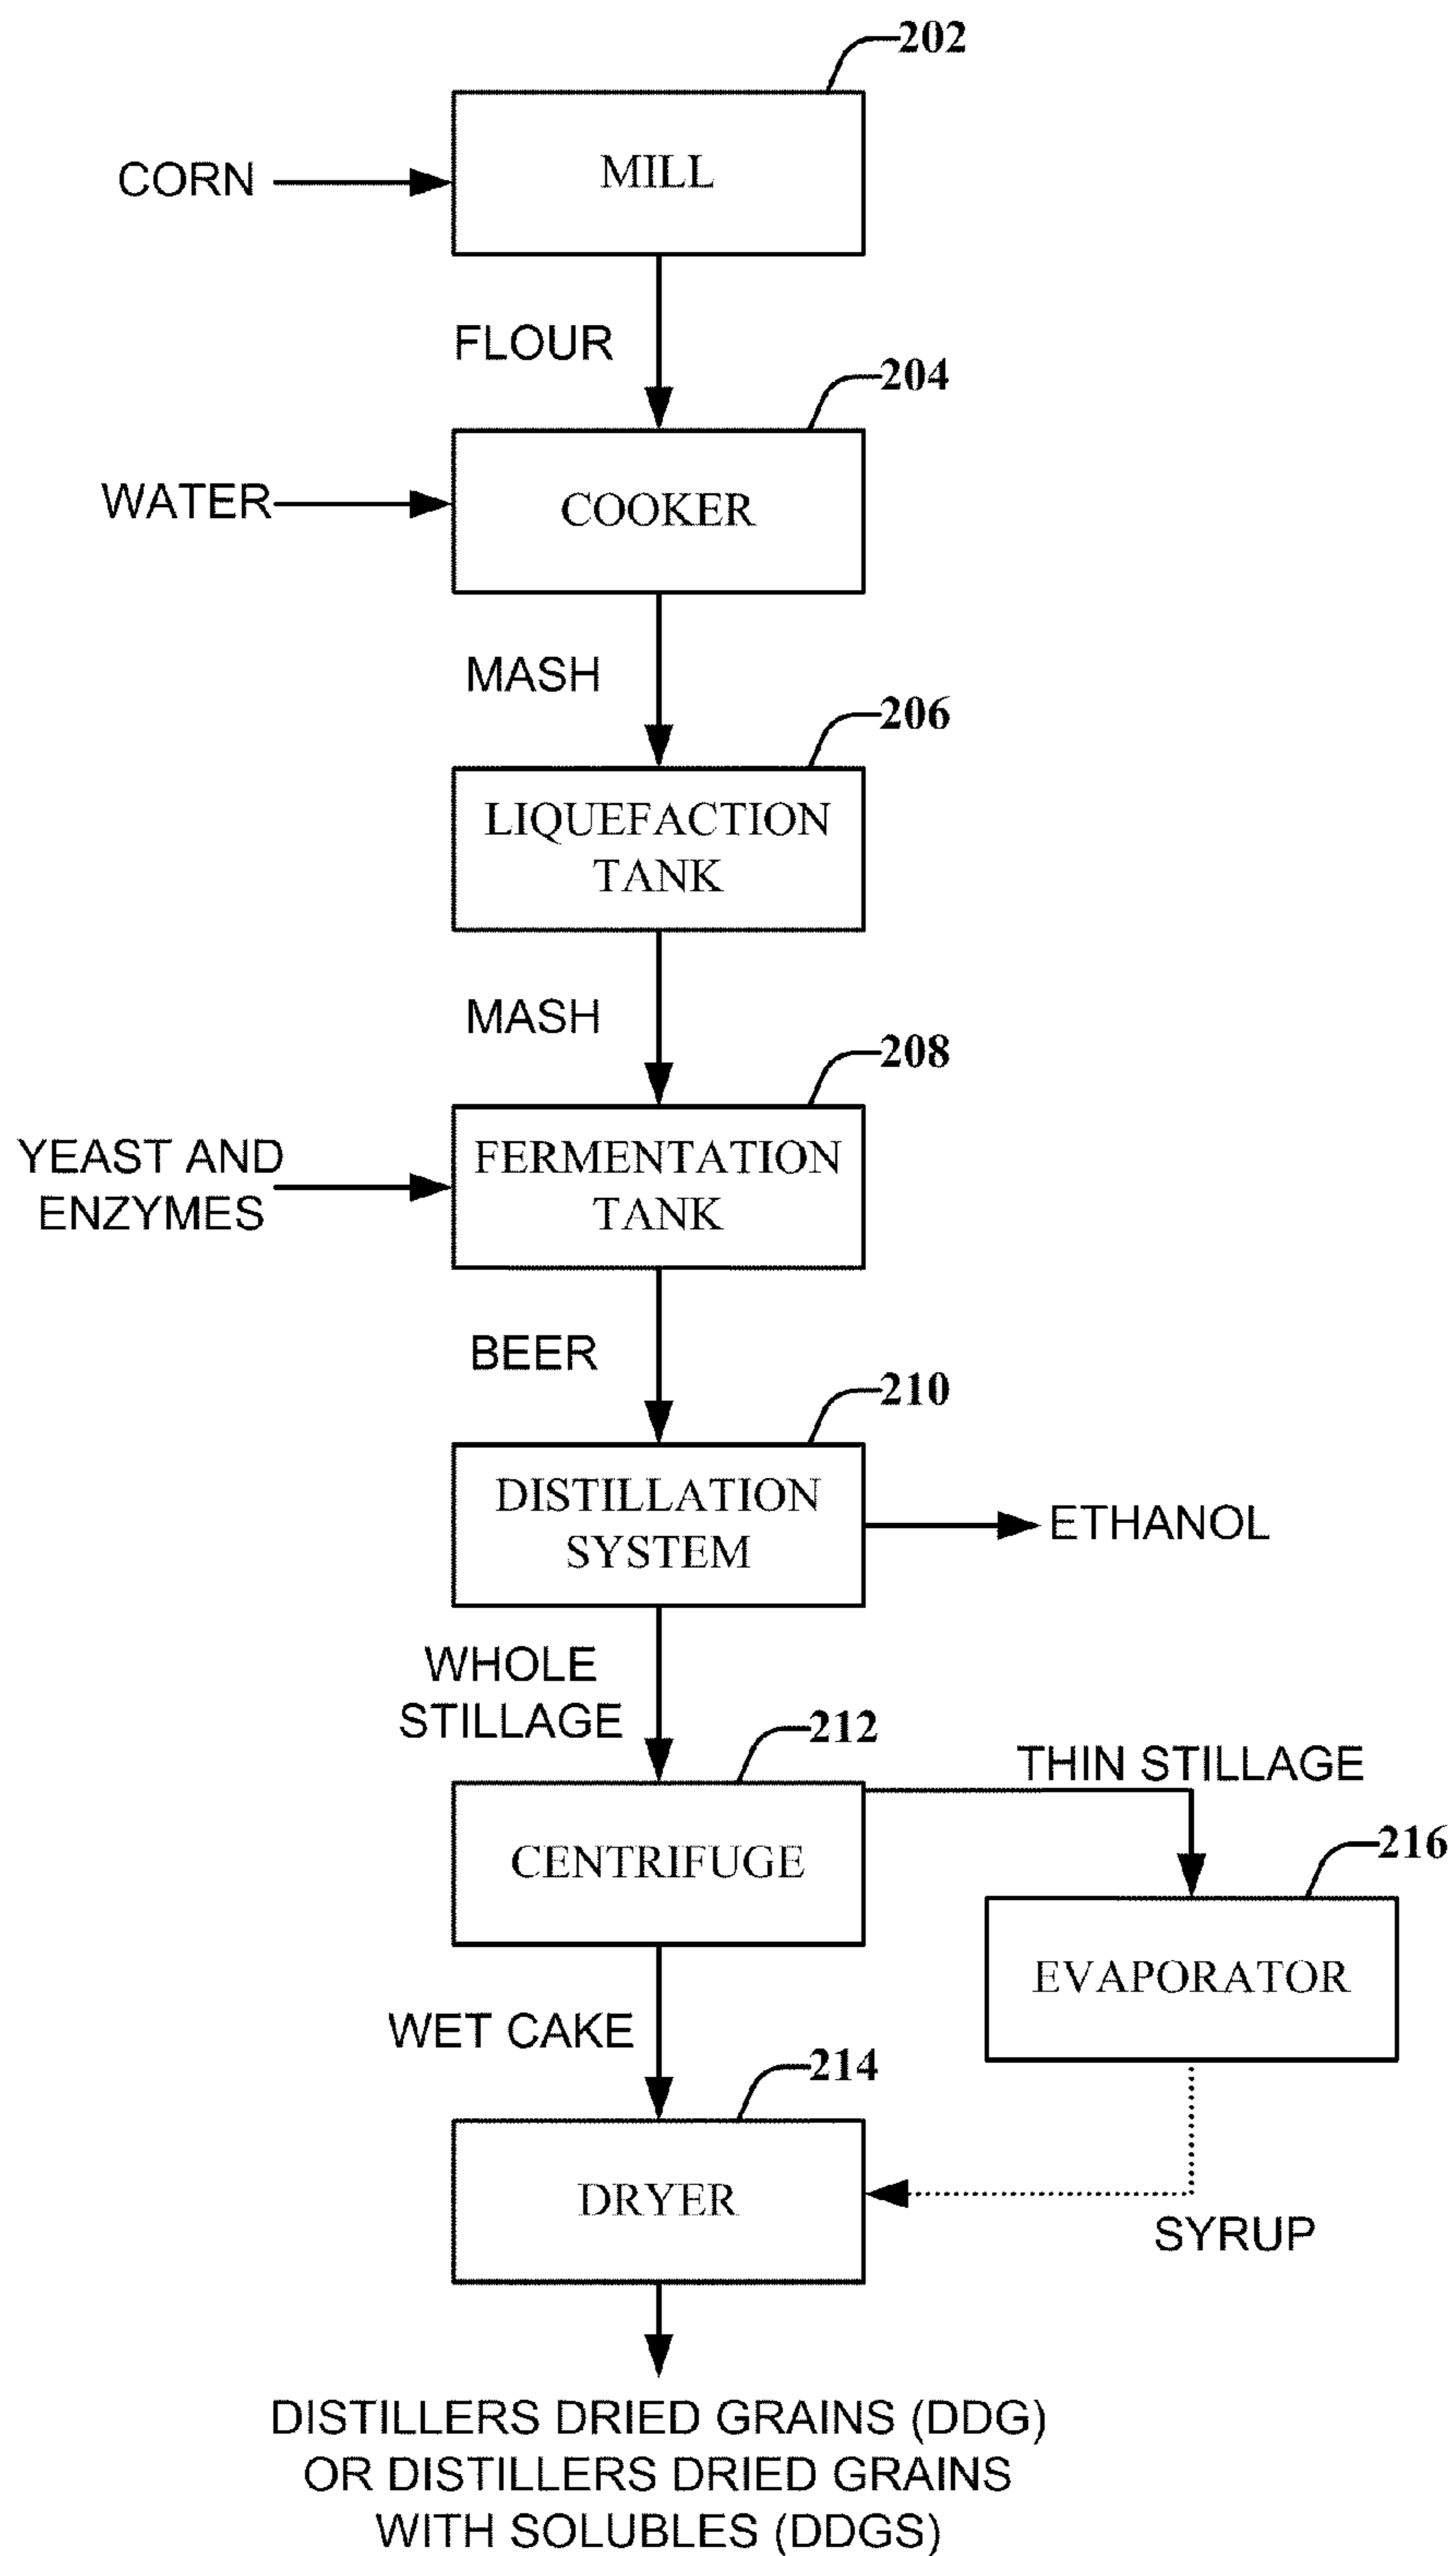 202
MILL
CORN
FLOUR
204
WATER
COOKER
MASH
206
LIQUEFACTION
TANK
MASH
208
YEAST AND
ENZYMES
FERMENTATION
TANK
BEER
210
DISTILLATION
SYSTEM
ETHANOL
WHOLE
STILLAGE
212
THIN STILLAGE
CENTRIFUGE
216
EVAPORATOR
WET CAKE
214
DRYER
SYRUP
DISTILLERS DRIED GRAINS (DDG)
OR DISTILLERS DRIED GRAINS
WITH SOLUBLES (DDGS)